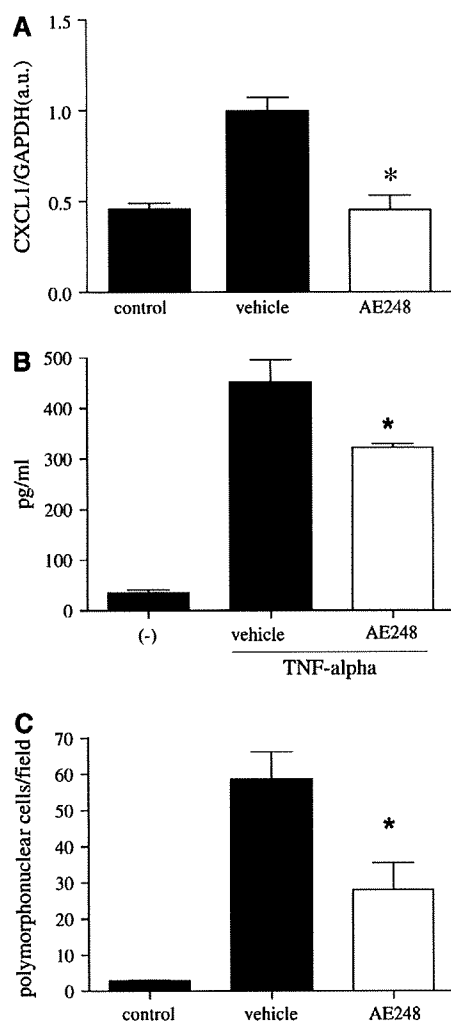 A
CXCL1/GAPDH(a.u.)
1.5
1.0
0.5
0.0
*
control vehicle AE248
B
pg/ml
500
400
300
200
100
0
*
(-) vehicle AE248
TNF-alpha
C
polymorphonuclear cells/field
70
60
50
40
30
20
10
0
*
control vehicle AE248